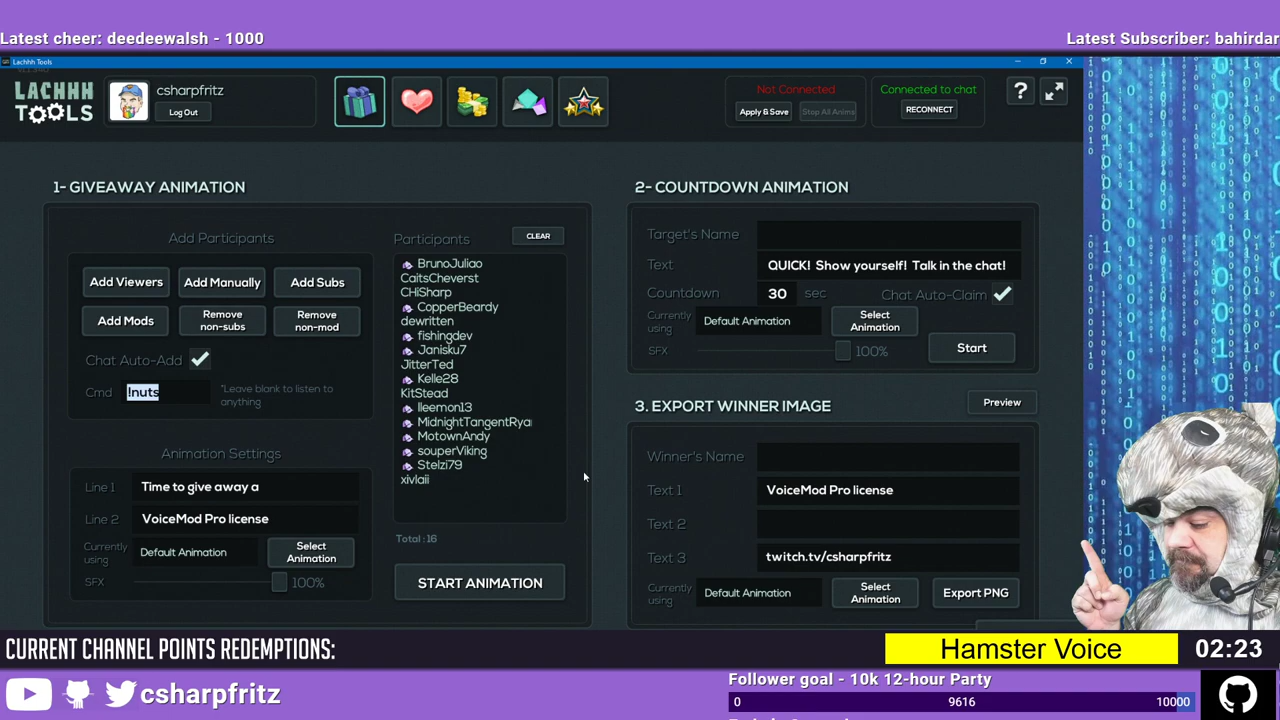 Latest cheer: deedeewalsh - 1000
Latest Subscriber: bahirdar
Lachhh Tools
LACHHH
TOOLS
csharpfritz
Log Out
Not Connected
Apply & Save
Stop All Anims
Connected to chat
RECONNECT
?
1- GIVEAWAY ANIMATION
Add Participants
Add Viewers
Add Manually
Add Subs
Add Mods
Remove
non-subs
Remove
non-mod
Chat Auto-Add
Cmd
!nuts
*Leave blank to listen to
anything
Animation Settings
Line 1
Time to give away a
Line 2
VoiceMod Pro license
Currently
using
Default Animation
Select
Animation
SFX
100%
Participants
CLEAR
BrunoJuliao
CaitsCheverst
CHiSharp
CopperBeardy
dewritten
fishingdev
Janisku7
JitterTed
Kelle28
KitStead
lleemon13
MidnightTangentRya
MotownAndy
souperViking
Stelzi79
xivlaii
Total : 16
START ANIMATION
2- COUNTDOWN ANIMATION
Target's Name
Text
QUICK! Show yourself! Talk in the chat!
Countdown
30
sec
Chat Auto-Claim
Currently
using
Default Animation
Select
Animation
SFX
100%
Start
3. EXPORT WINNER IMAGE
Preview
Winner's Name
Text 1
VoiceMod Pro license
Text 2
Text 3
twitch.tv/csharpfritz
Currently
using
Default Animation
Select
Animation
Export PNG
CURRENT CHANNEL POINTS REDEMPTIONS:
Hamster Voice
02:23
csharpfritz
Follower goal - 10k 12-hour Party
0
9616
10000